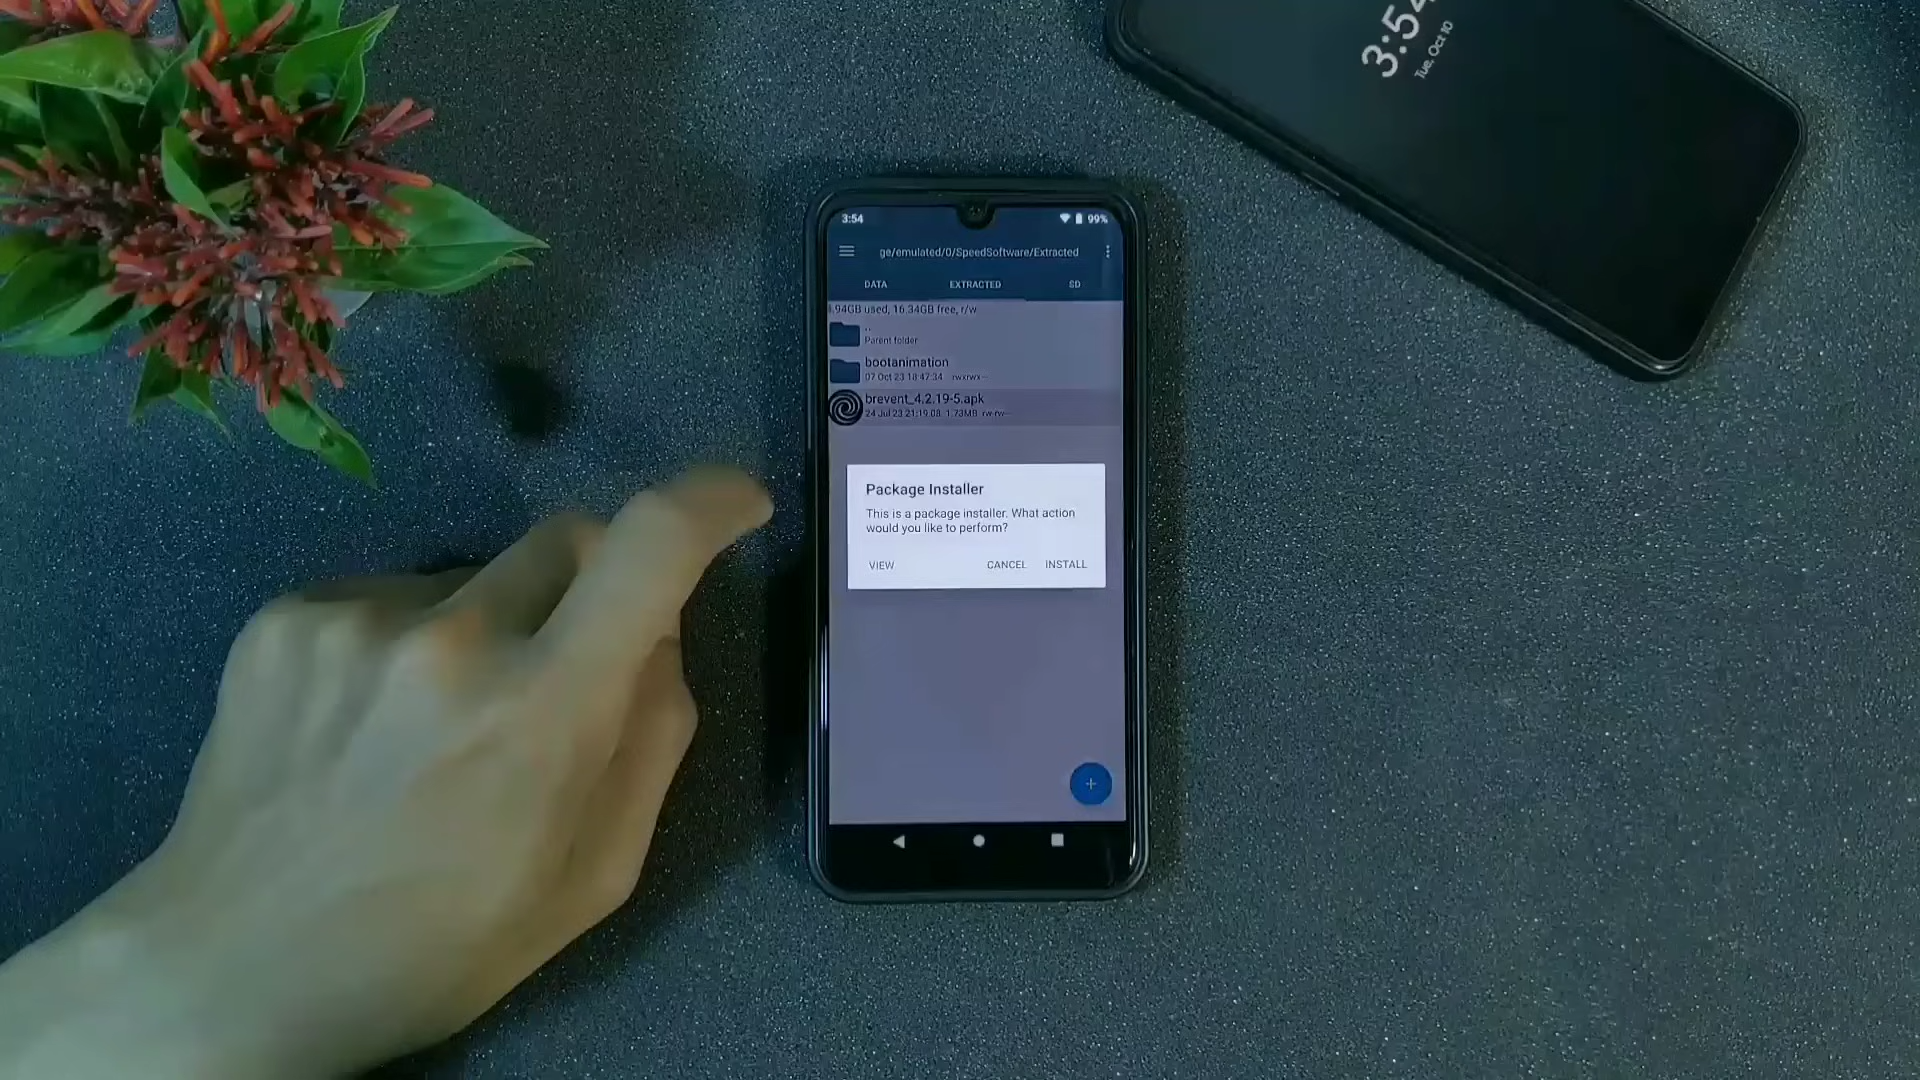 3:54
Tue, Oct 10
3:54
99%
ge/emulated/0/SpeedSoftware/Extracted
DATA
EXTRACTED
SD
.94GB used, 16.34GB free, r/w
..
Parent folder
bootanimation
07 Oct 23 18:47:34 rwxrwx--
brevent_4.2.19-5.apk
24 Jul 23 21:19:08 1.73MB rw-rw--
Package Installer
This is a package installer. What action
would you like to perform?
VIEW
CANCEL
INSTALL